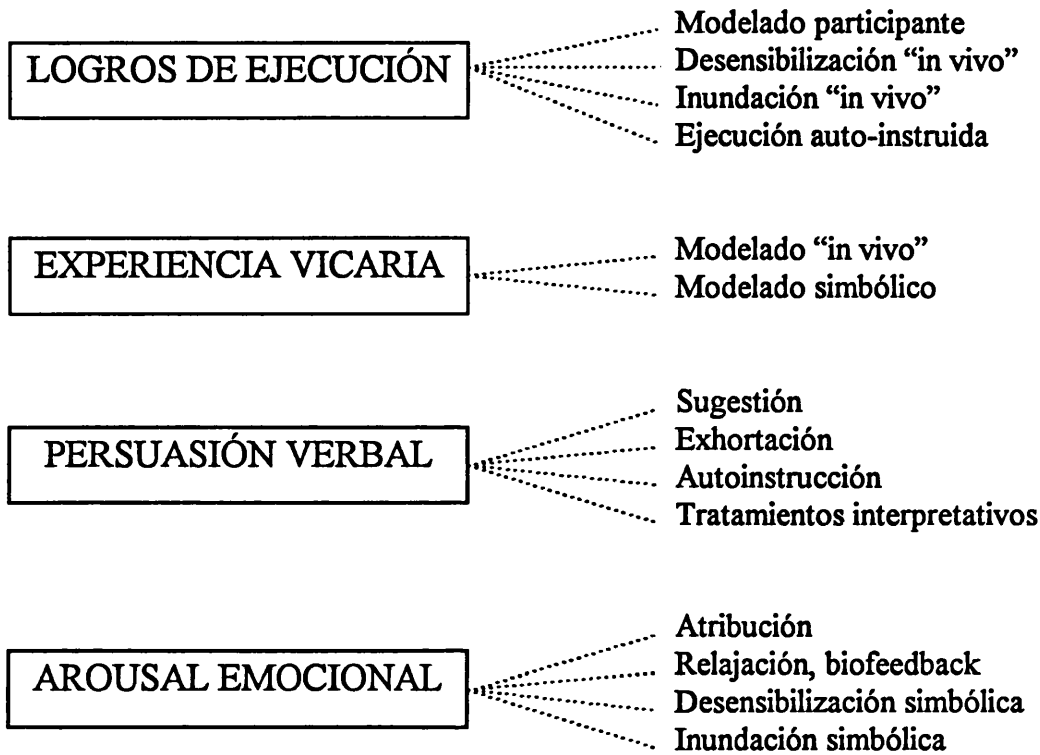 LOGROS DE EJECUCIÓN
Modelado participante
Desensibilización “in vivo”
Inundación “in vivo”
Ejecución auto-instruida
EXPERIENCIA VICARIA
Modelado “in vivo”
Modelado simbólico
PERSUASIÓN VERBAL
Sugestión
Exhortación
Autoinstrucción
Tratamientos interpretativos
AROUSAL EMOCIONAL
Atribución
Relajación, biofeedback
Desensibilización simbólica
Inundación simbólica